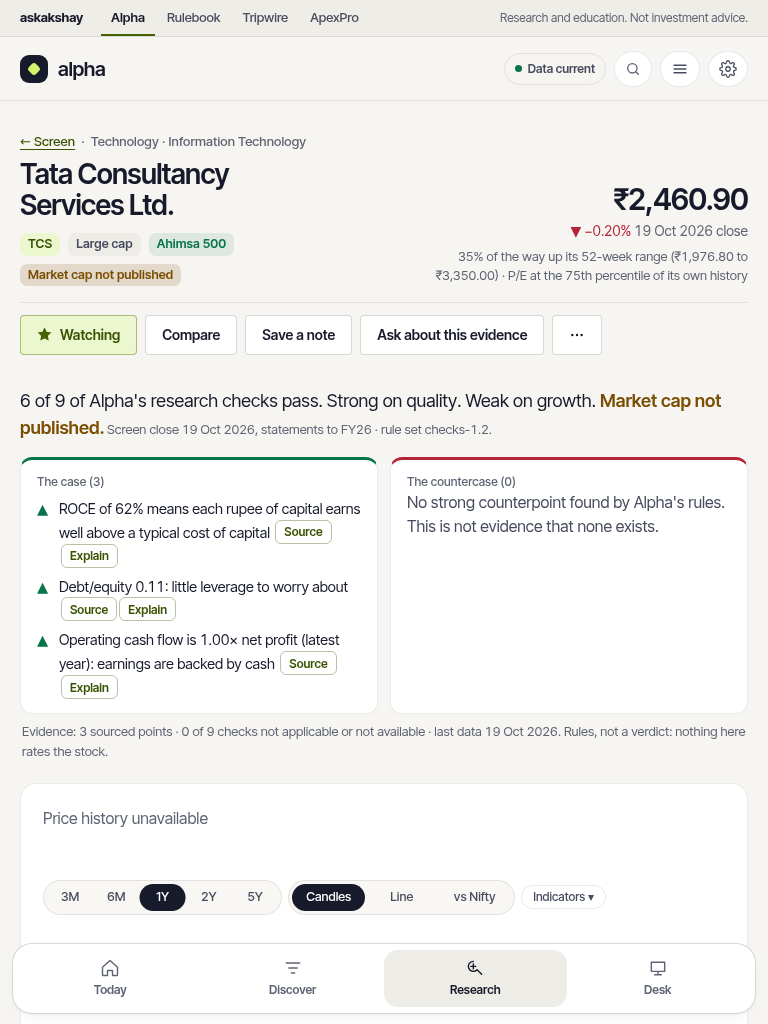 askakshay Alpha Rulebook Tripwire ApexPro Research and education. Not investment advice.
alpha Data current
← Screen · Technology · Information Technology
Tata Consultancy
Services Ltd.
₹2,460.90
TCS Large cap Ahimsa 500
▼ −0.20% 19 Oct 2026 close
Market cap not published
35% of the way up its 52-week range (₹1,976.80 to
₹3,350.00) · P/E at the 75th percentile of its own history
★ Watching Compare Save a note Ask about this evidence ···
6 of 9 of Alpha's research checks pass. Strong on quality. Weak on growth. Market cap not
published. Screen close 19 Oct 2026, statements to FY26 · rule set checks-1.2.
The case (3)
▲ ROCE of 62% means each rupee of capital earns
well above a typical cost of capital Source
Explain
▲ Debt/equity 0.11: little leverage to worry about
Source Explain
▲ Operating cash flow is 1.00× net profit (latest
year): earnings are backed by cash Source
Explain
The countercase (0)
No strong counterpoint found by Alpha's rules.
This is not evidence that none exists.
Evidence: 3 sourced points · 0 of 9 checks not applicable or not available · last data 19 Oct 2026. Rules, not a verdict: nothing here
rates the stock.
Price history unavailable
3M 6M 1Y 2Y 5Y Candles Line vs Nifty Indicators ▾
Today Discover Research Desk